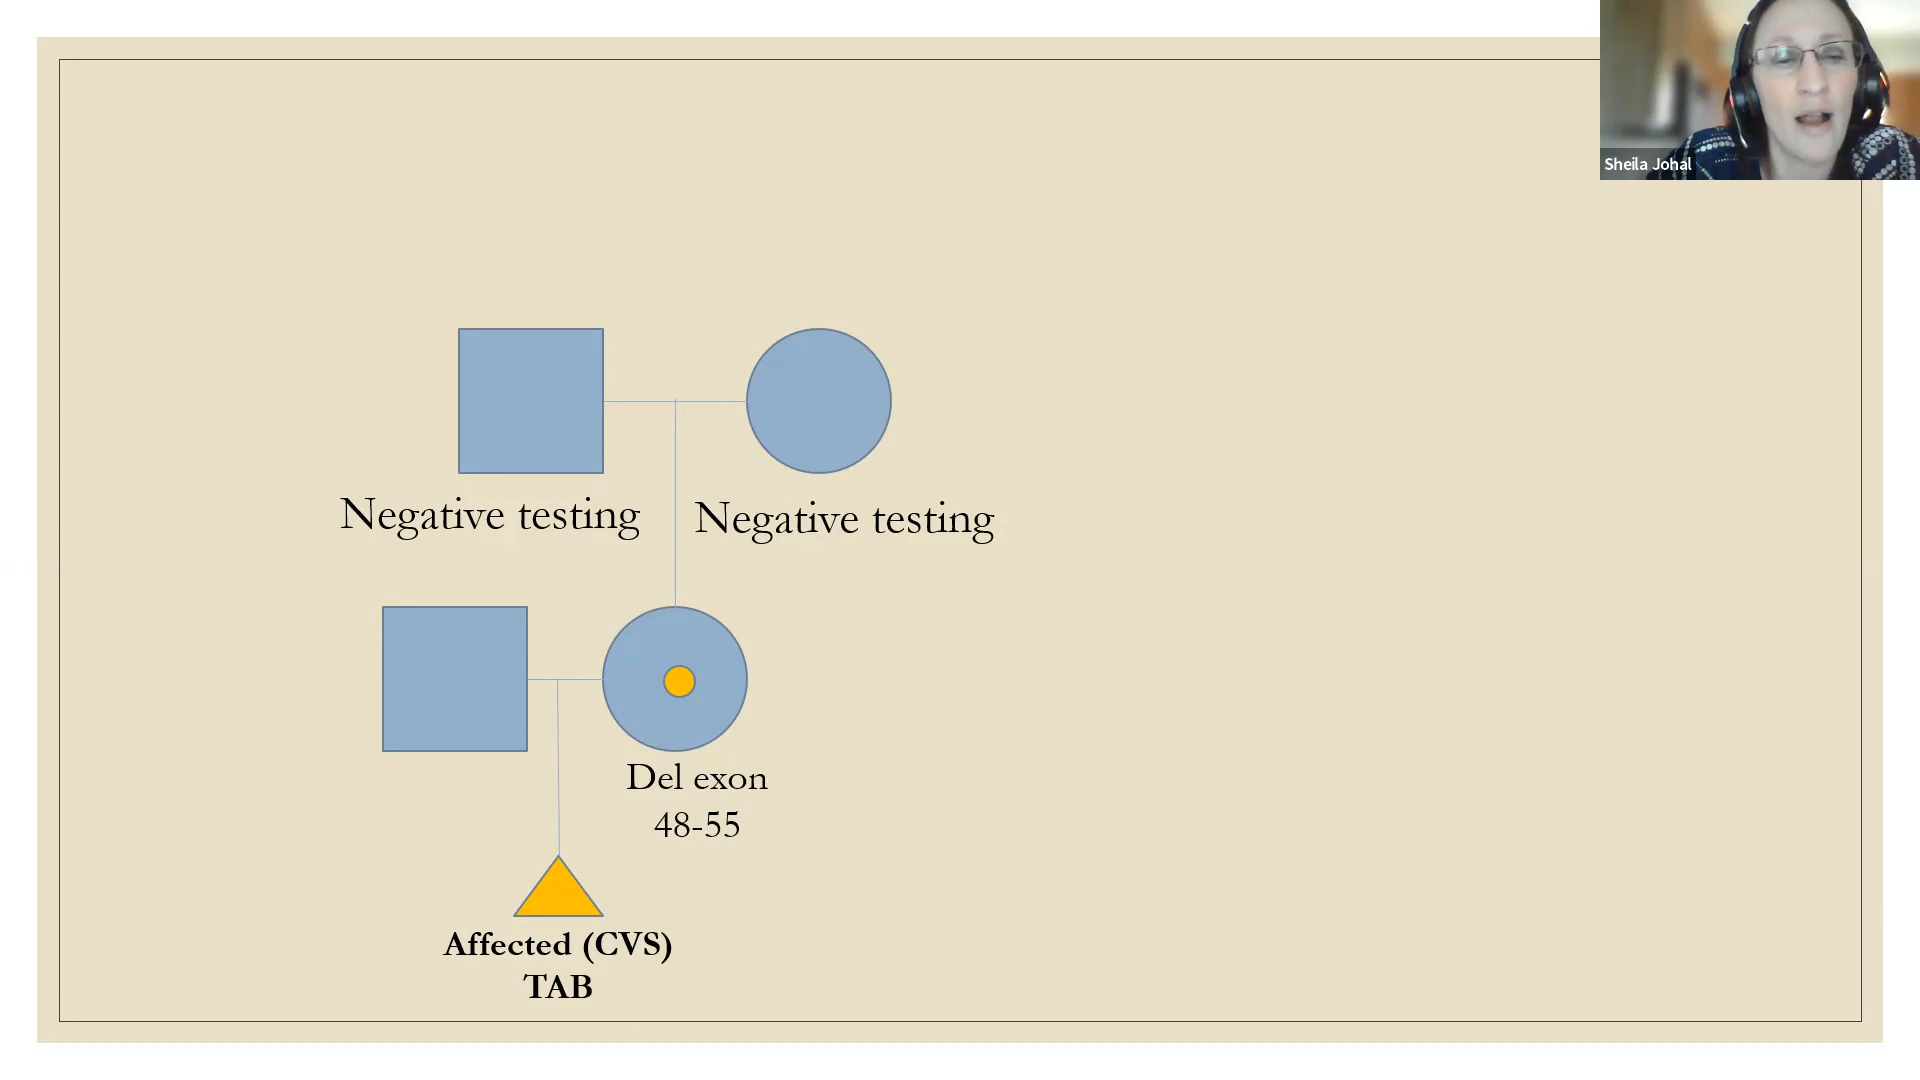 Sheila Johal
Negative testing
Negative testing
Del exon
48-55
Affected (CVS)
TAB